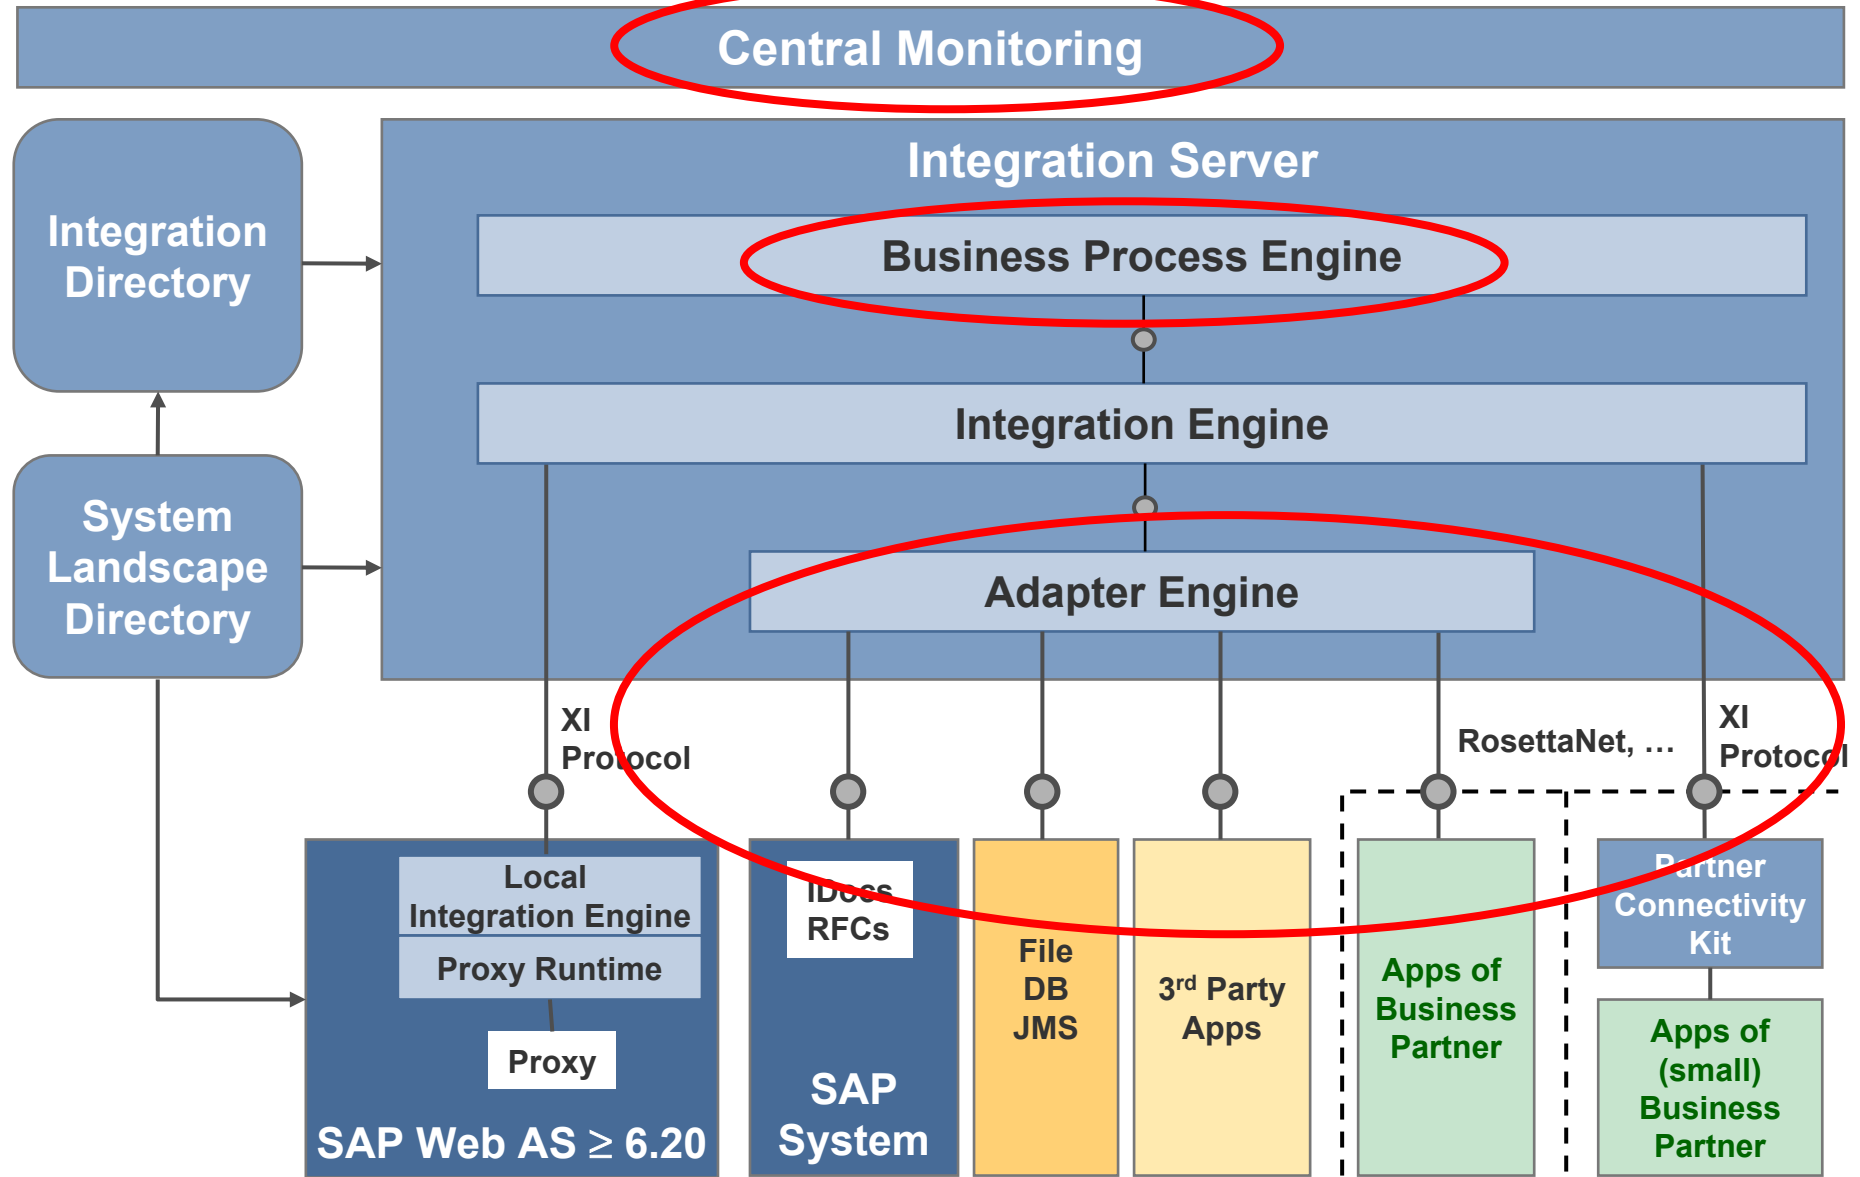 Central Monitoring
Integration
Directory
System
Landscape
Directory
Integration Server
Business Process Engine
Integration Engine
Adapter Engine
XI
Protocol
RosettaNet, …
XI
Protocol
Local
Integration Engine
Proxy Runtime
Proxy
SAP Web AS ≥ 6.20
IDocs
RFCs
SAP
System
File
DB
JMS
3rd Party
Apps
Apps of
Business
Partner
Partner
Connectivity
Kit
Apps of
(small)
Business
Partner